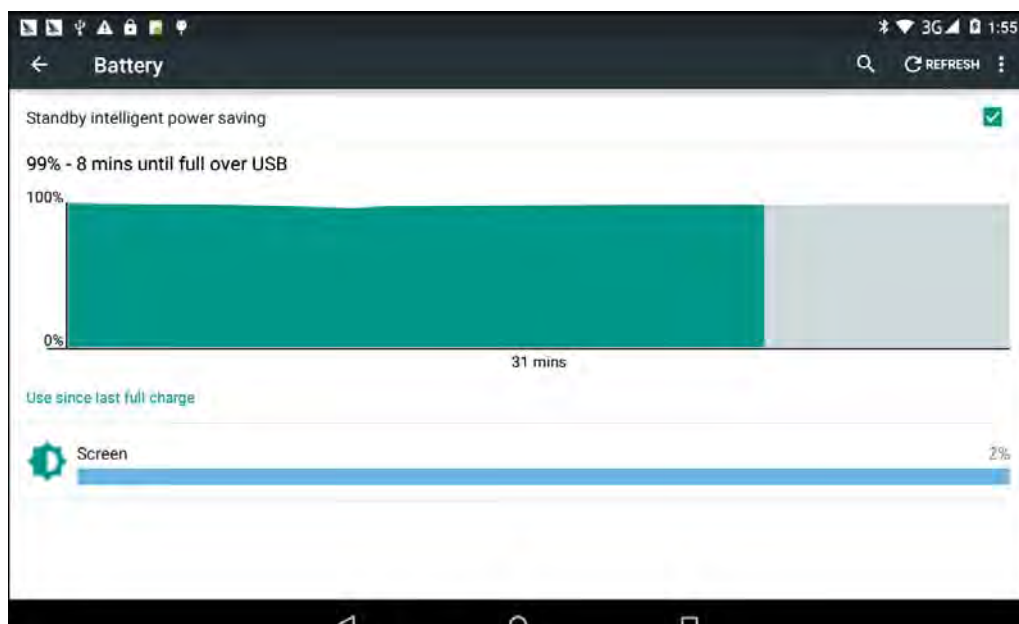 3G 1:55
Battery REFRESH
Standby intelligent power saving
99% - 8 mins until full over USB
100%
0%
31 mins
Use since last full charge
Screen 2%